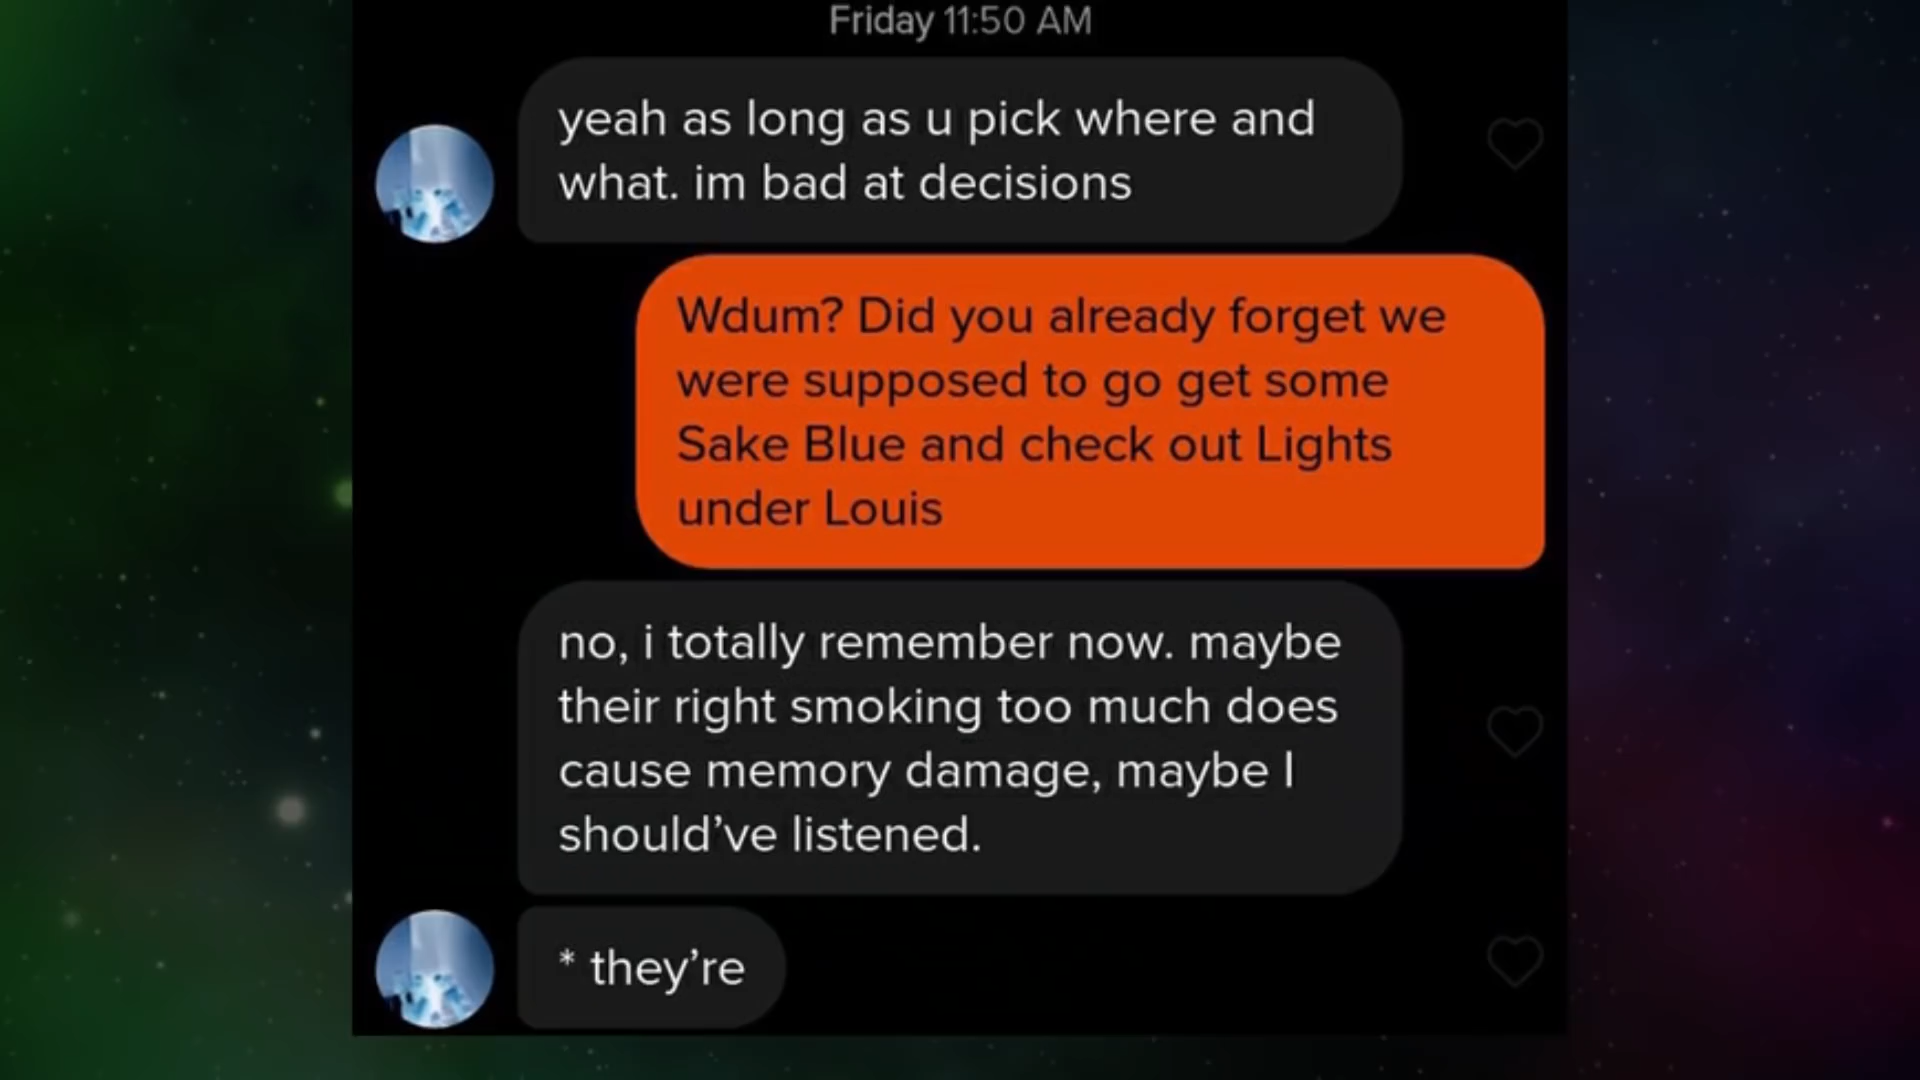 Friday 11:50 AM
yeah as long as u pick where and
what. im bad at decisions
Wdum? Did you already forget we
were supposed to go get some
Sake Blue and check out Lights
under Louis
no, i totally remember now. maybe
their right smoking too much does
cause memory damage, maybe I
should’ve listened.
* they’re